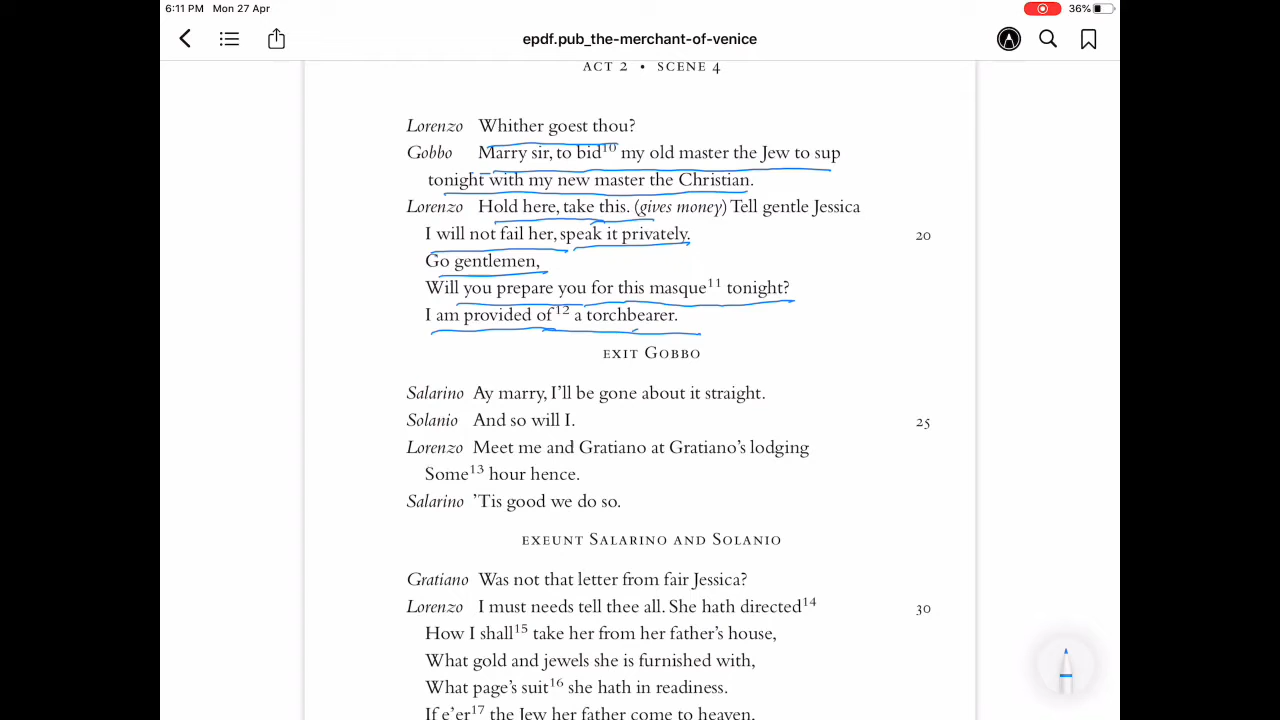 6:11 PM Mon 27 Apr 36%
epdf.pub_the-merchant-of-venice
ACT 2 • SCENE 4
Lorenzo Whither goest thou?
Gobbo Marry sir, to bid10 my old master the Jew to sup
tonight with my new master the Christian.
Lorenzo Hold here, take this. (gives money) Tell gentle Jessica
I will not fail her, speak it privately. 20
Go gentlemen,
Will you prepare you for this masque11 tonight?
I am provided of12 a torchbearer.
EXIT GOBBO
Salarino Ay marry, I'll be gone about it straight.
Solanio And so will I. 25
Lorenzo Meet me and Gratiano at Gratiano's lodging
Some13 hour hence.
Salarino 'Tis good we do so.
EXEUNT SALARINO AND SOLANIO
Gratiano Was not that letter from fair Jessica?
Lorenzo I must needs tell thee all. She hath directed14 30
How I shall15 take her from her father's house,
What gold and jewels she is furnished with,
What page's suit16 she hath in readiness.
If e'er17 the Jew her father come to heaven,